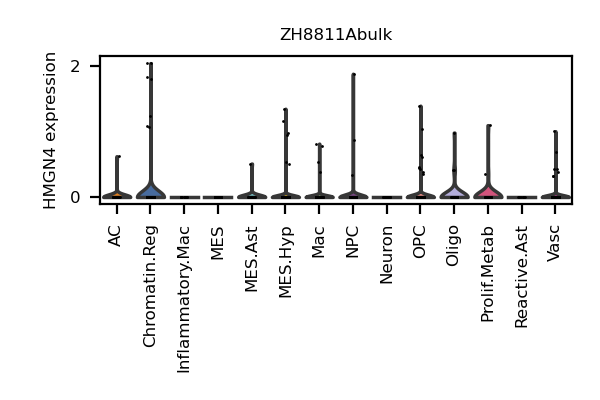 ZH8811Abulk
HMGN4 expression
2
0
AC
Chromatin.Reg
Inflammatory.Mac
MES
MES.Ast
MES.Hyp
Mac
NPC
Neuron
OPC
Oligo
Prolif.Metab
Reactive.Ast
Vasc